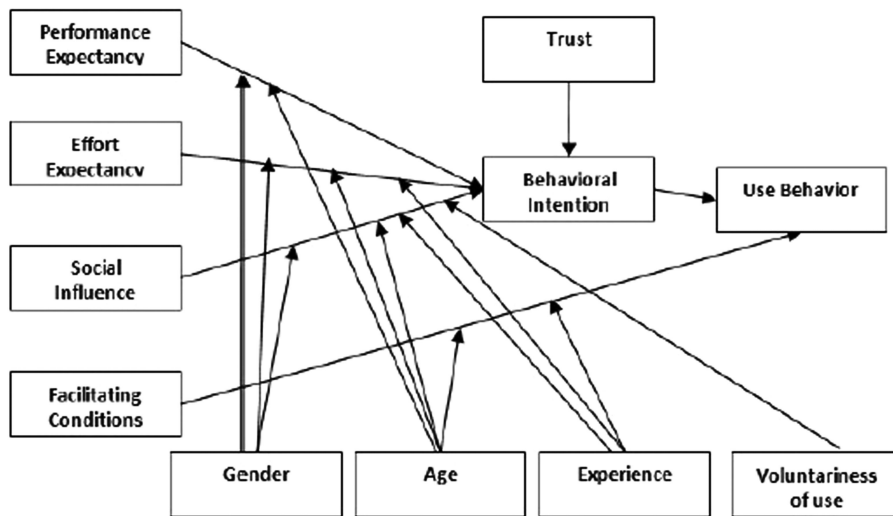 Performance
Expectancy
Trust
Effort
Expectancy
Behavioral
Intention
Use Behavior
Social
Influence
Facilitating
Conditions
Gender
Age
Experience
Voluntariness
of use